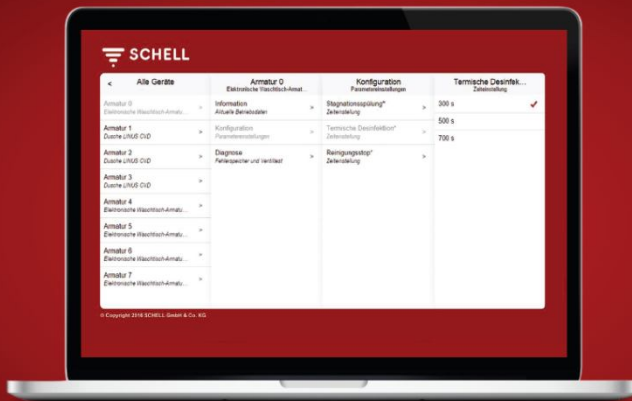 SCHELL
< Alle Geräte
Armatur 0
Elektronische Waschtisch-Armatu...
>
Armatur 1
Dusche LINUS CVD
>
Armatur 2
Dusche LINUS CVD
>
Armatur 3
Dusche LINUS CVD
>
Armatur 4
Elektronische Waschtisch-Armatu...
>
Armatur 5
Elektronische Waschtisch-Armatu...
>
Armatur 6
Elektronische Waschtisch-Armatu...
>
Armatur 7
Elektronische Waschtisch-Armatu...
>
Armatur 0
Elektronische Waschtisch-Armat...
Information
Aktuelle Betriebsdaten
>
Konfiguration
Parametereinstellungen
>
Diagnose
Fehlerspeicher und Ventiltest
>
Konfiguration
Parametereinstellungen
Stagnationsspülung*
Zeiteinstellung
>
Termische Desinfektion*
Zeiteinstellung
>
Reinigungsstop*
Zeiteinstellung
>
Termische Desinfek...
Zeiteinstellung
300 s
500 s
700 s
© Copyright 2016 SCHELL GmbH & Co. KG